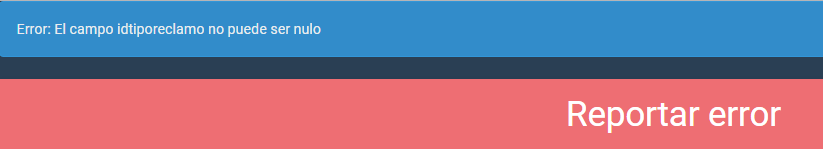 Error: El campo idtiporeclamo no puede ser nulo
Reportar error